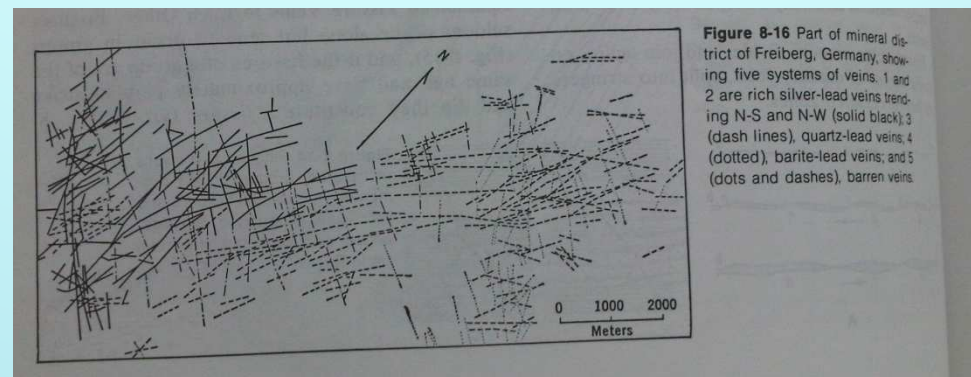 Figure 8-16 Part of mineral dis-
trict of Freiberg, Germany, show-
ing five systems of veins. 1 and
2 are rich silver-lead veins trend-
ing N-S and N-W (solid black); 3
(dash lines), quartz-lead veins; 4
(dotted), barite-lead veins; and 5
(dots and dashes), barren veins.
N
0 1000 2000
Meters